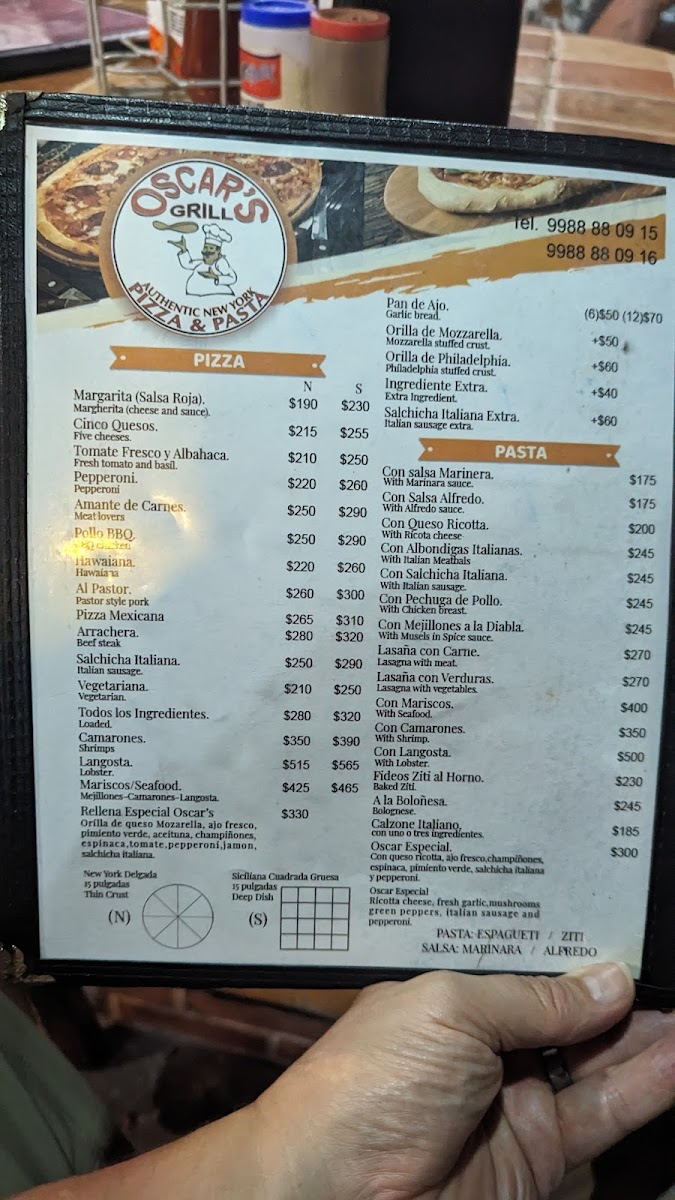 OSCAR'S
GRILL
AUTHENTIC NEW YORK
PIZZA & PASTA
Tel. 9988 88 09 15
9988 88 09 16
PIZZA
N S
Margarita (Salsa Roja). $190 $230
Margherita (cheese and sauce).
Cinco Quesos. $215 $255
Five cheeses.
Tomate Fresco y Albahaca. $210 $250
Fresh tomato and basil.
Pepperoni. $220 $260
Pepperoni
Amante de Carnes. $250 $290
Meat lovers
Pollo BBQ. $250 $290
chicken
Hawaiana. $220 $260
Hawaiana
Al Pastor. $260 $300
Pastor style pork
Pizza Mexicana $265 $310
Arrachera. $280 $320
Beef steak
Salchicha Italiana. $250 $290
Italian sausage.
Vegetariana. $210 $250
Vegetarian.
Todos los Ingredientes. $280 $320
Loaded.
Camarones. $350 $390
Shrimps
Langosta. $515 $565
Lobster.
Mariscos/Seafood. $425 $465
Mejillones-Camarones-Langosta.
Rellena Especial Oscar's $330
Orilla de queso Mozarella, ajo fresco,
pimiento verde, aceituna, champiñones,
espinaca,tomate,pepperoni,jamon,
salchicha italiana.
New York Delgada
15 pulgadas
Thin Crust
(N)
Siciliana Cuadrada Gruesa
15 pulgadas
Deep Dish
(S)
Pan de Ajo. (6)$50 (12)$70
Garlic bread.
Orilla de Mozzarella. +$50
Mozzarella stuffed crust.
Orilla de Philadelphia. +$60
Philadelphia stuffed crust.
Ingrediente Extra. +$40
Extra Ingredient.
Salchicha Italiana Extra. +$60
Italian sausage extra.
PASTA
Con salsa Marinera. $175
With Marinara sauce.
Con Salsa Alfredo. $175
With Alfredo sauce.
Con Queso Ricotta. $200
With Ricota cheese
Con Albondigas Italianas. $245
With Italian Meatbals
Con Salchicha Italiana. $245
With Italian sausage.
Con Pechuga de Pollo. $245
With Chicken breast.
Con Mejillones a la Diabla. $245
With Musels in Spice sauce.
Lasaña con Carne. $270
Lasagna with meat.
Lasaña con Verduras. $270
Lasagna with vegetables.
Con Mariscos. $400
With Seafood.
Con Camarones. $350
With Shrimp.
Con Langosta. $500
With Lobster.
Fideos Ziti al Horno. $230
Baked Ziti.
A la Boloñesa. $245
Bolognese.
Calzone Italiano. $185
con uno o tres ingredientes.
Oscar Especial. $300
Con queso ricotta, ajo fresco,champiñones,
espinaca, pimiento verde, salchicha italiana
y pepperoni.
Oscar Especial
Ricotta cheese, fresh garlic,mushrooms
green peppers, italian sausage and
pepperoni.
PASTA: ESPAGUETI / ZITI
SALSA: MARINARA / ALFREDO